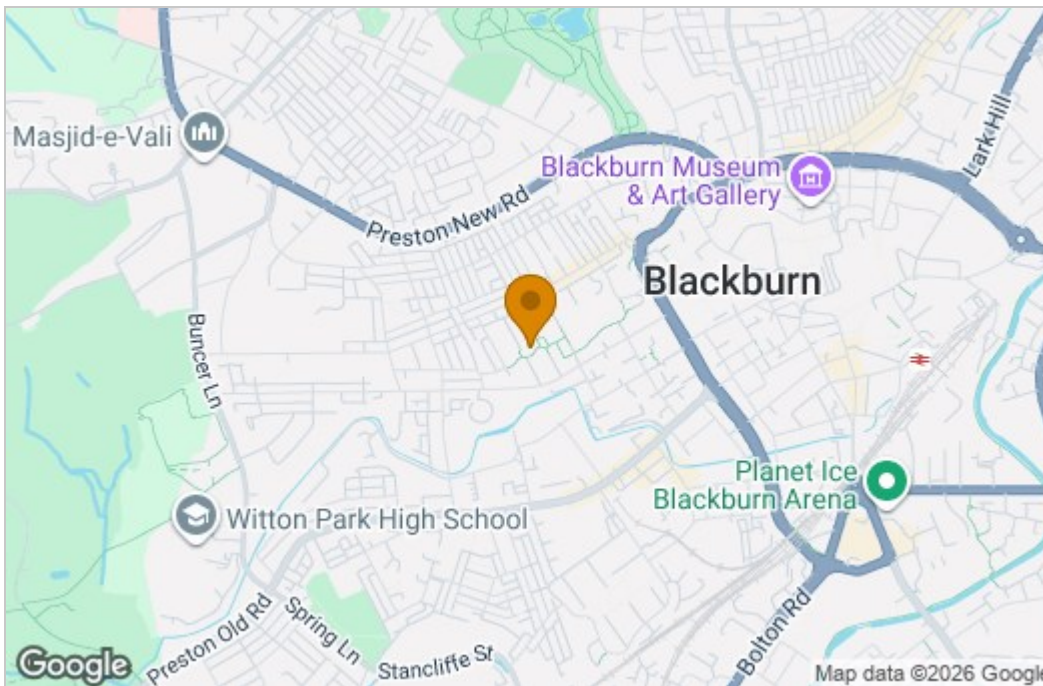 Masjid-e-Vali
Preston New Rd
Blackburn Museum
& Art Gallery
Lark Hill
Blackburn
Buncer Ln
Planet Ice
Blackburn Arena
Witton Park High School
Preston Old Rd
Spring Ln
Stancliffe St
Bolton Rd
Google
Map data ©2026 Google